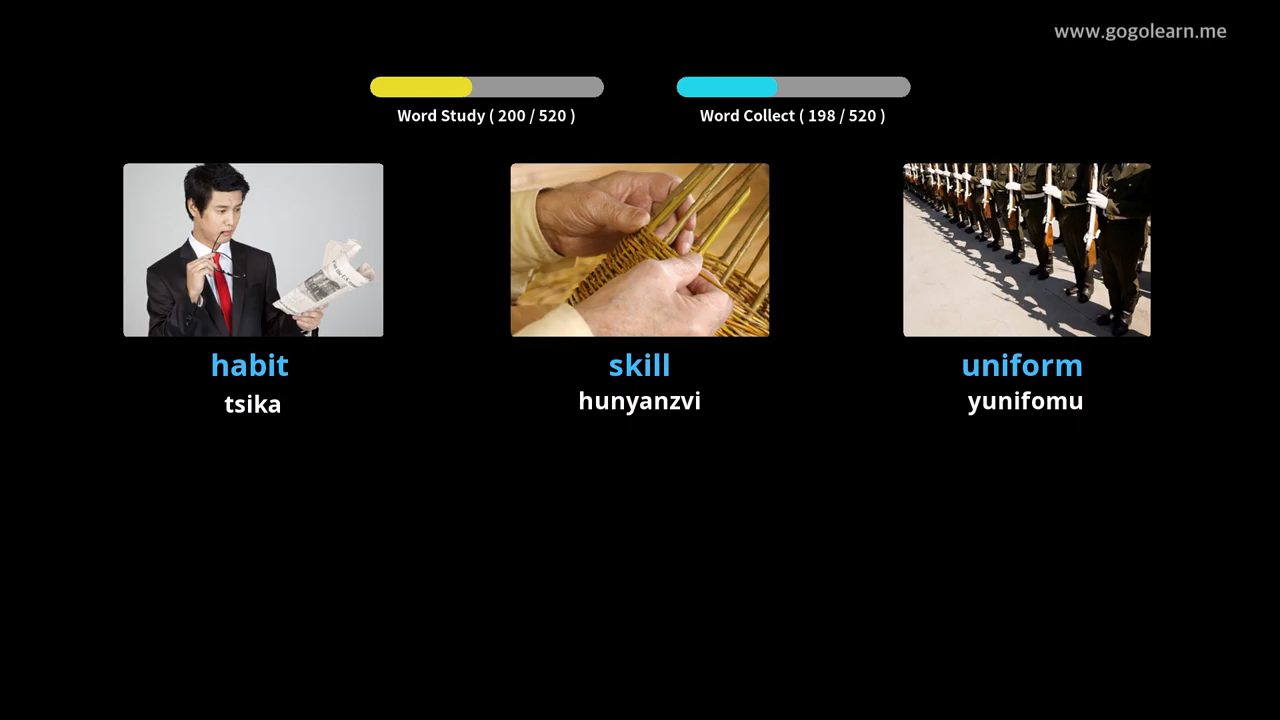 www.gogolearn.me
Word Study ( 200 / 520 )
Word Collect ( 198 / 520 )
habit
tsika
skill
hunyanzvi
uniform
yunifomu